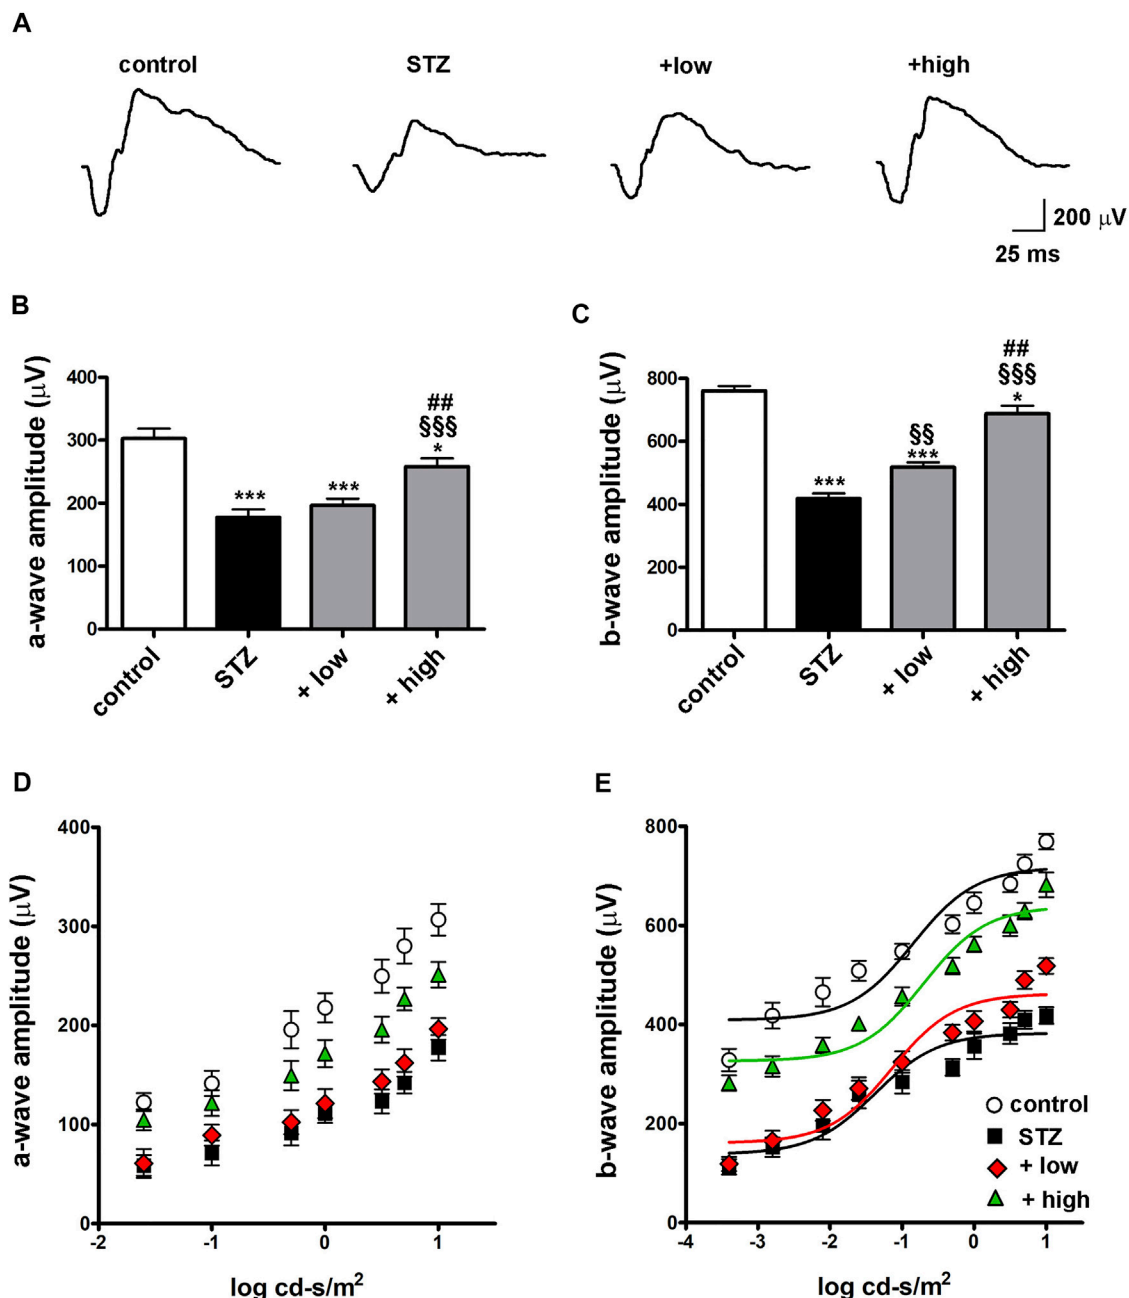 A
control STZ +low +high
200 μV
25 ms
B
a-wave amplitude (μV)
400
300
200
100
0
***
***
##
§§§
*
control STZ + low + high
C
b-wave amplitude (μV)
800
600
400
200
0
***
§§
***
##
§§§
*
control STZ + low + high
D
a-wave amplitude (μV)
400
300
200
100
0
-2 -1 0 1
log cd-s/m²
E
b-wave amplitude (μV)
800
600
400
200
0
-4 -3 -2 -1 0 1
log cd-s/m²
control
STZ
+ low
+ high